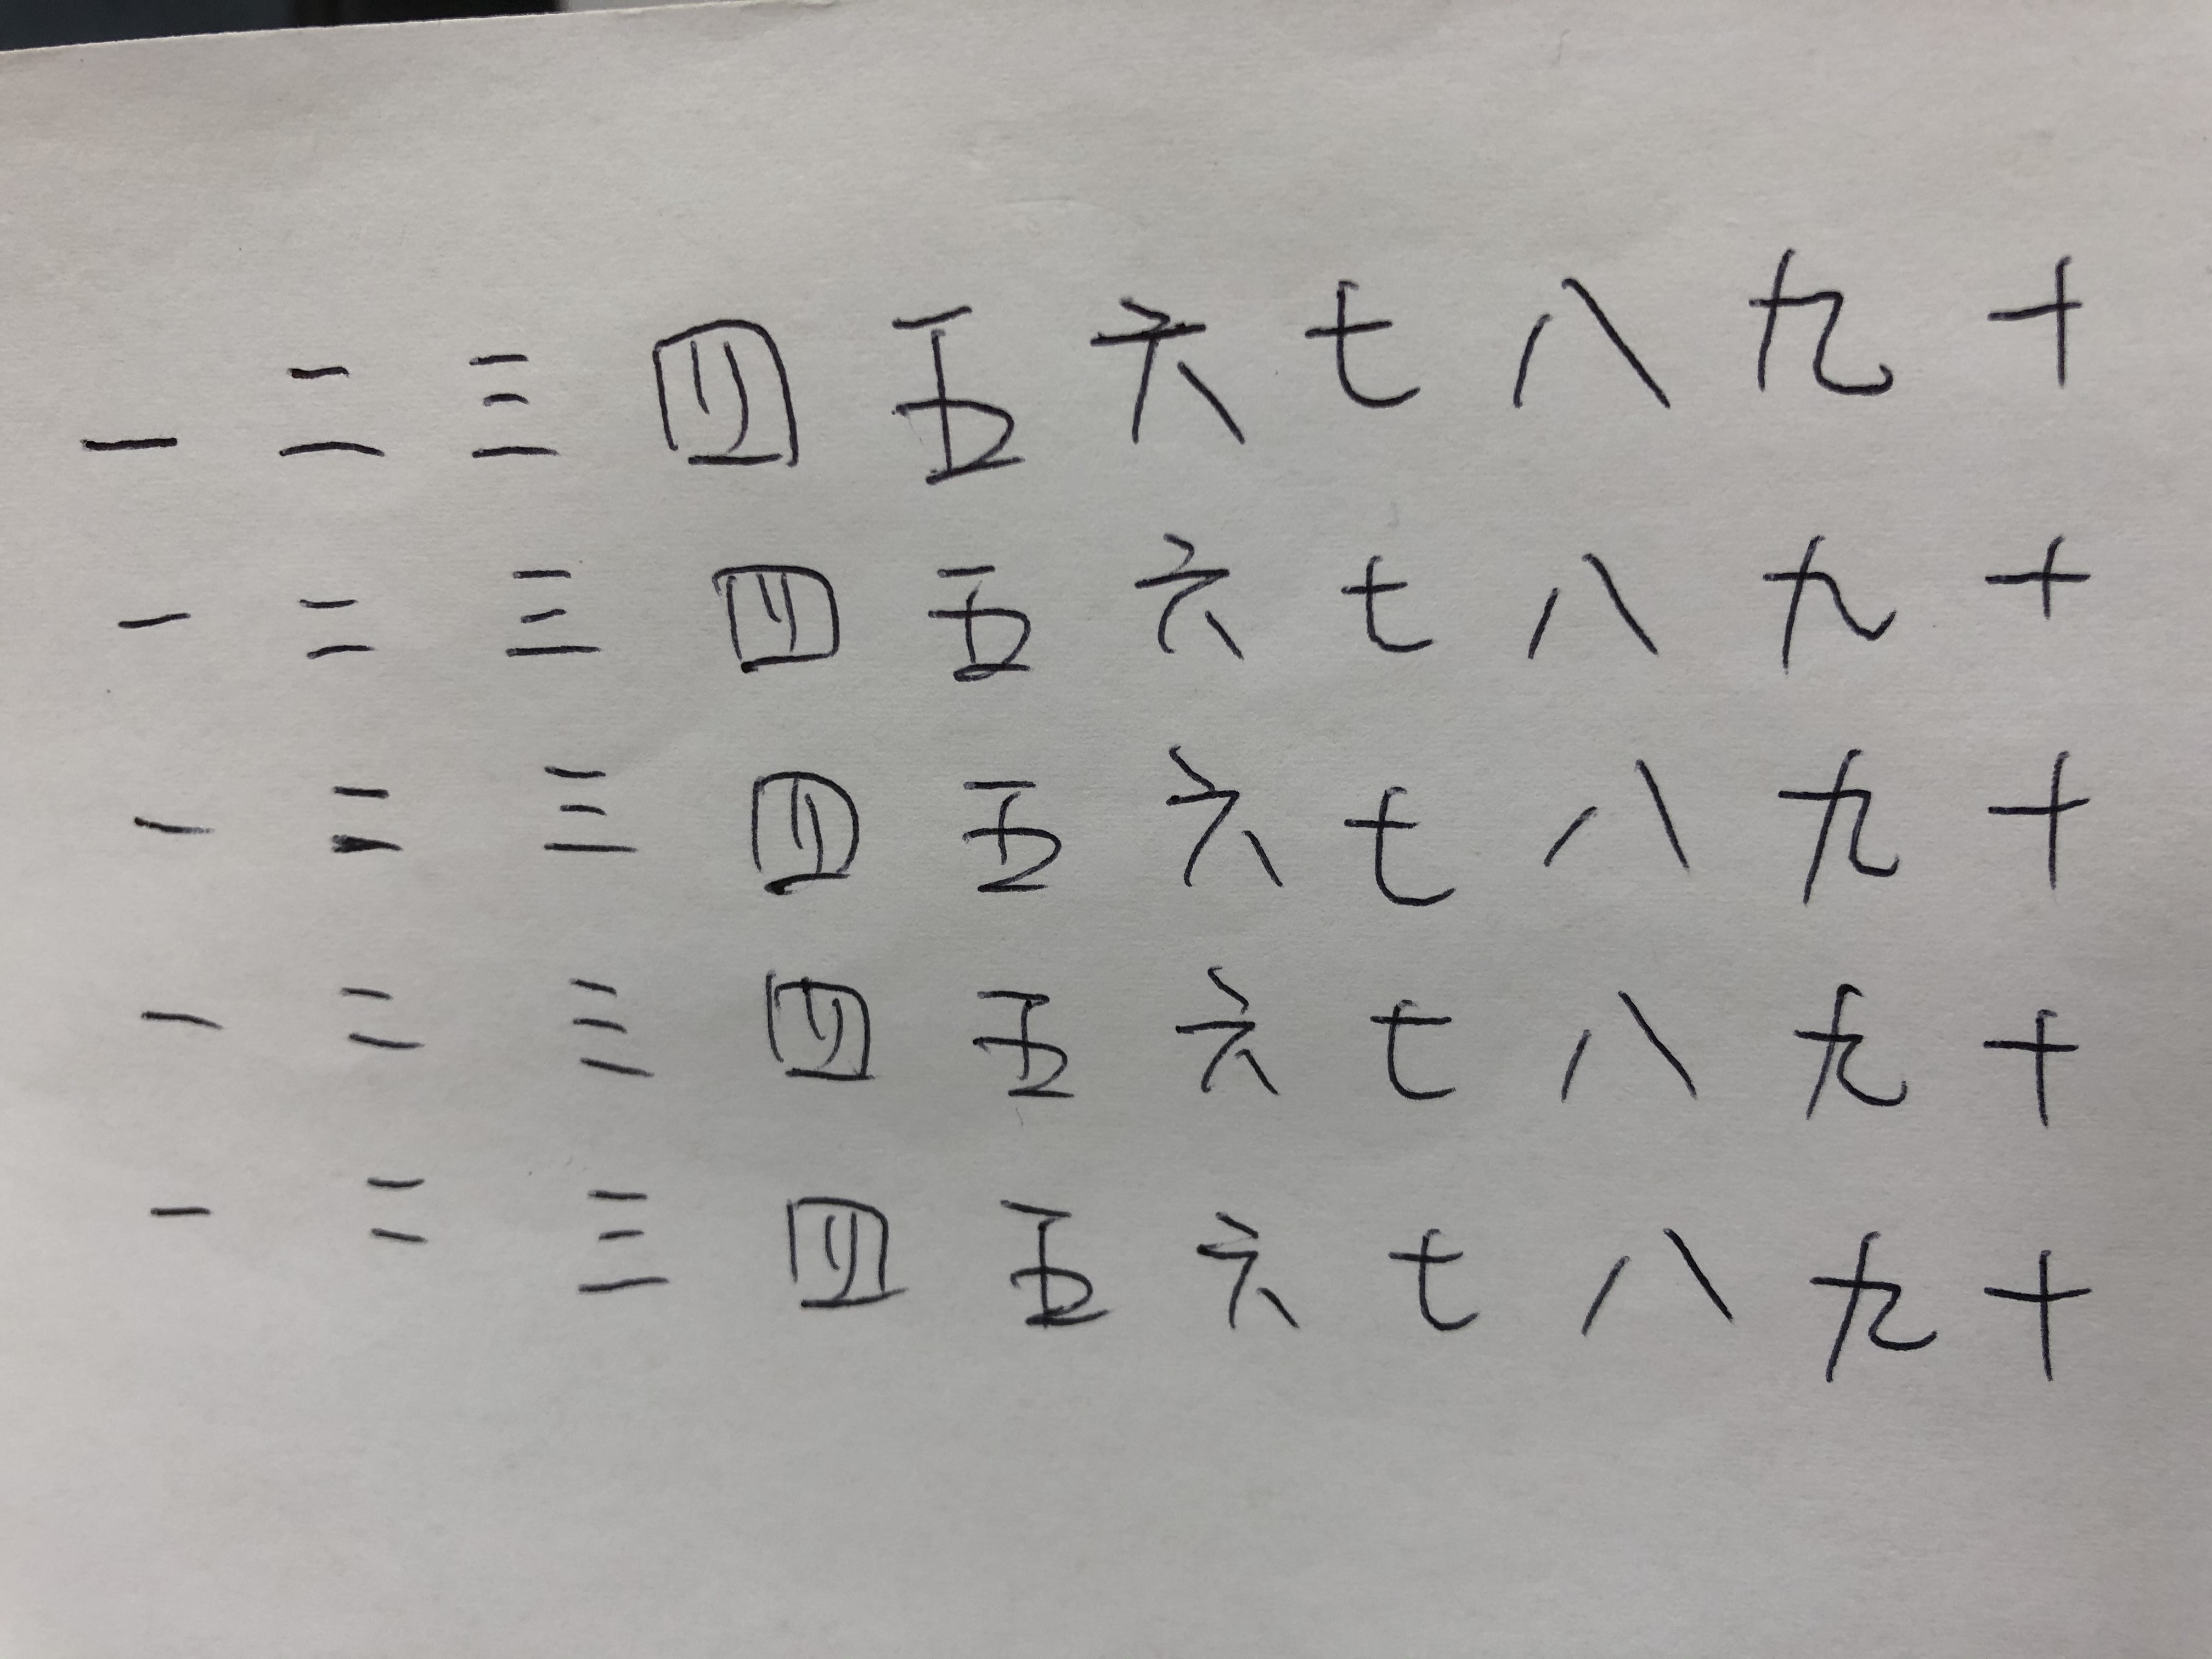 一 二 三 四 五 六 七 八 九 十
一 二 三 四 五 六 七 八 九 十
一 二 三 四 五 六 七 八 九 十
一 二 三 四 五 六 七 八 九 十
一 二 三 四 五 六 七 八 九 十